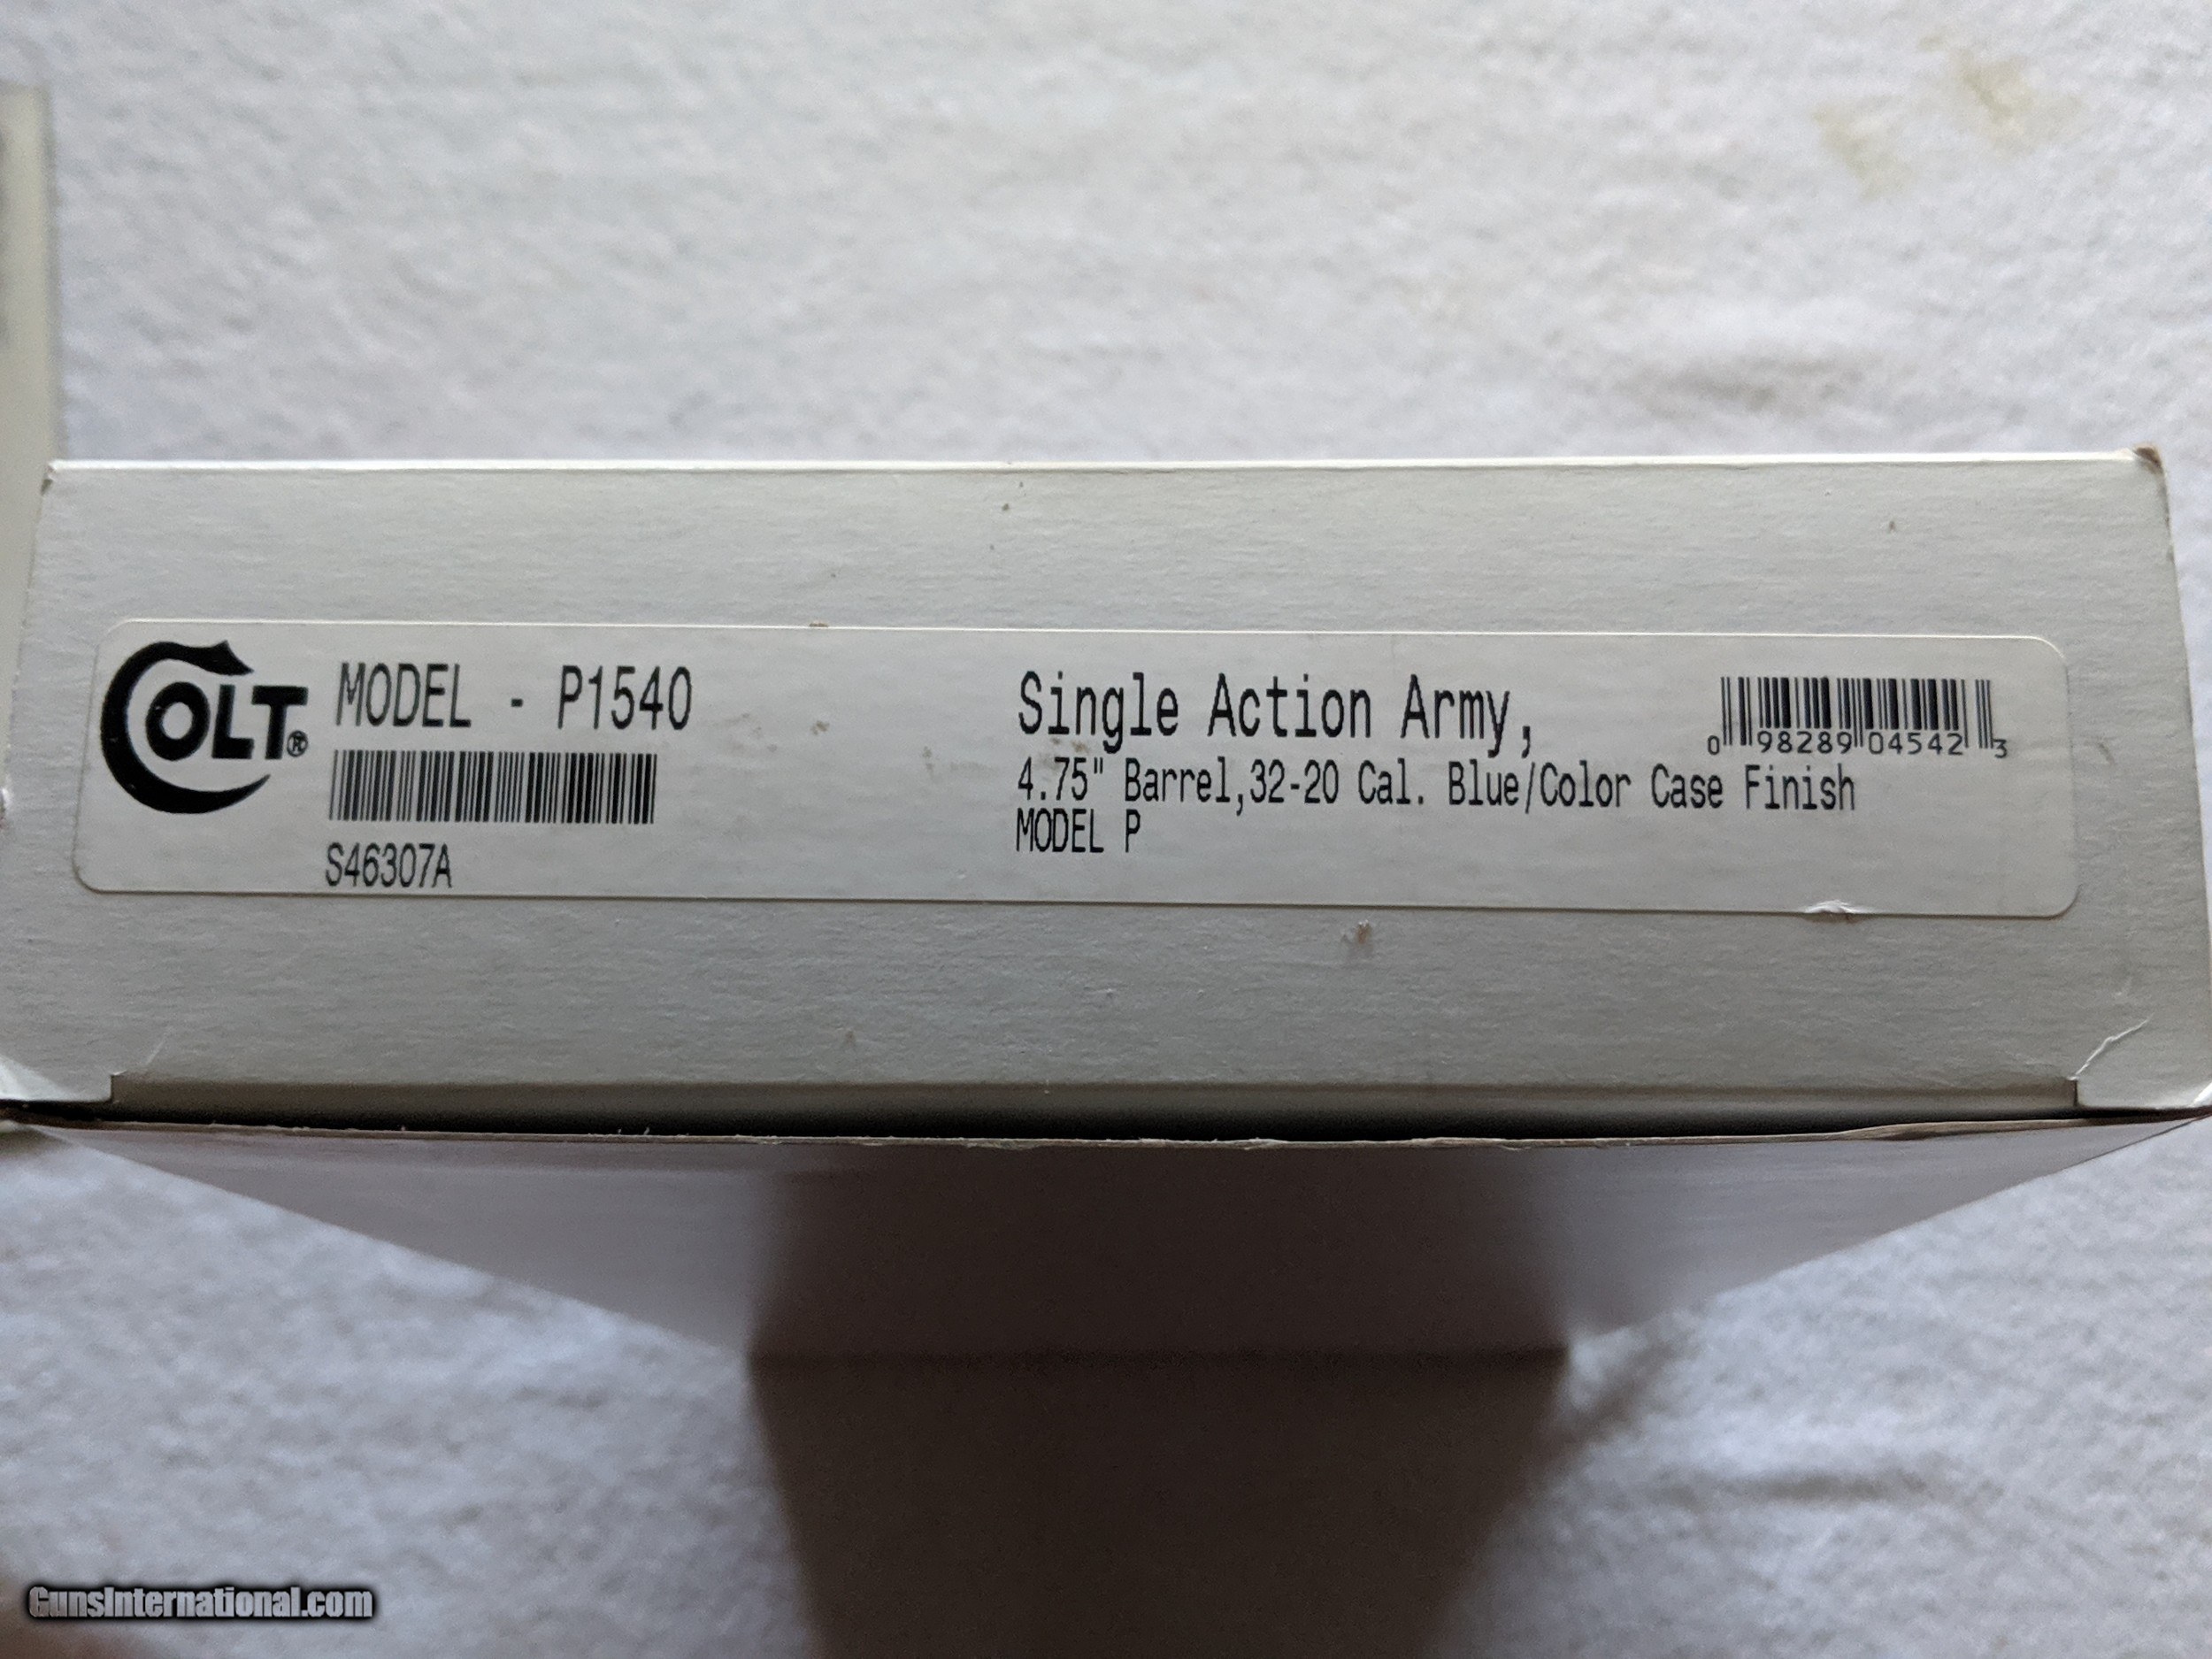 COLT®
MODEL - P1540
S46307A
Single Action Army,
4.75" Barrel,32-20 Cal. Blue/Color Case Finish
MODEL P
0 98289 04542 3
GunsInternational.com